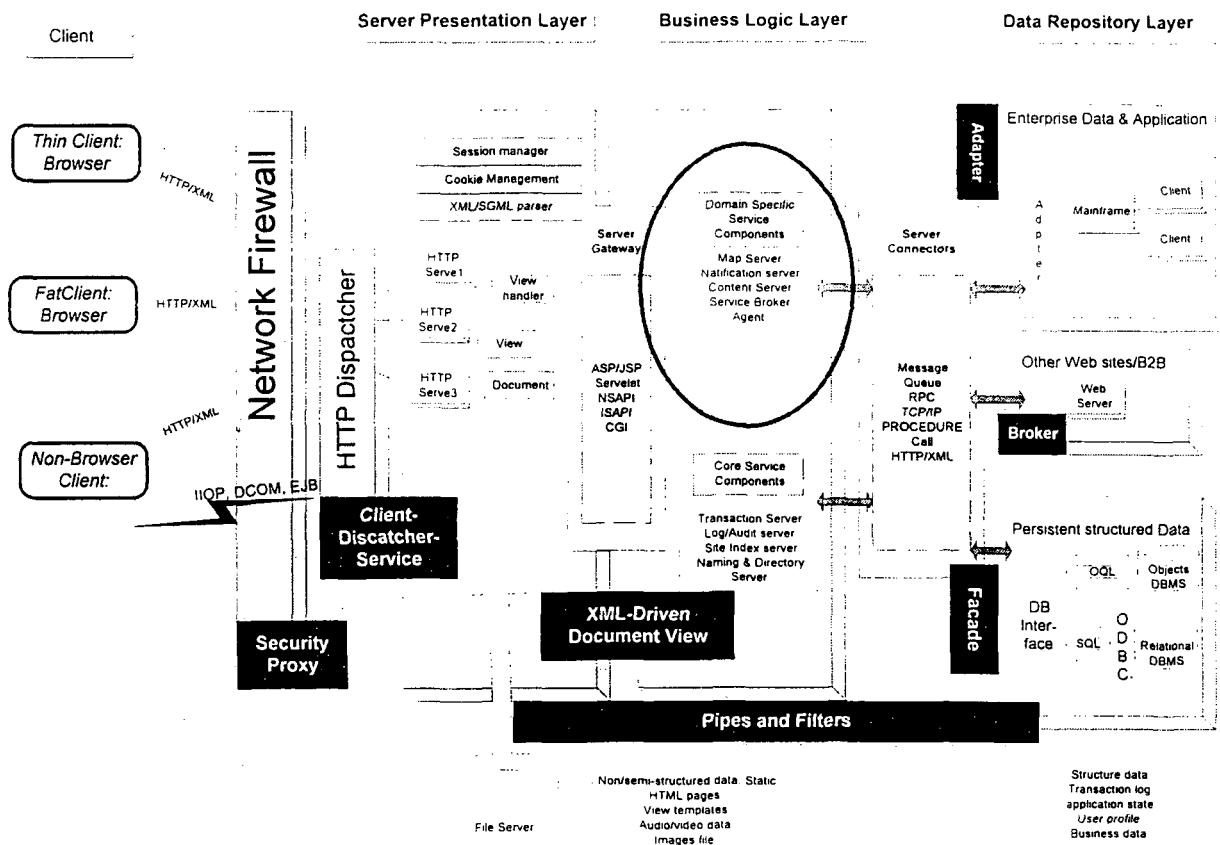 Client
Server Presentation Layer
Business Logic Layer
Data Repository Layer
Thin Client:
Browser
HTTP/XML
FatClient:
Browser
HTTP/XML
Non-Browser
Client:
HTTP/XML
IIOP, DCOM, EJB
Network Firewall
Security
Proxy
HTTP Dispactcher
Client-
Discatcher-
Service
Session manager
Cookie Management
XML/SGML parser
HTTP
Serve1
HTTP
Serve2
HTTP
Serve3
View
handler
View
Document
Server
Gateway
ASP/JSP
Servelet
NSAPI
ISAPI
CGI
XML-Driven
Document View
Domain Specific
Service
Components
Map Server
Natification server
Content Server
Service Broker
Agent
Core Service
Components
Transaction Server
Log/Audit server
Site Index server
Naming & Directory
Server
Server
Connectors
Message
Queue
RPC
TCP/IP
PROCEDURE
Call
HTTP/XML
Adapter
Enterprise Data & Application
Adpter
Mainframe
Client
Client
Other Web sites/B2B
Web
Server
Broker
Persistent structured Data
Facade
OQL
Objects
DBMS
DB
Inter-
face
SQL
ODBC
Relational
DBMS
Pipes and Filters
File Server
Non/semi-structured data. Static
HTML pages
View templates
Audio/video data
Images file
Structure data
Transaction log
application state
User profile
Business data